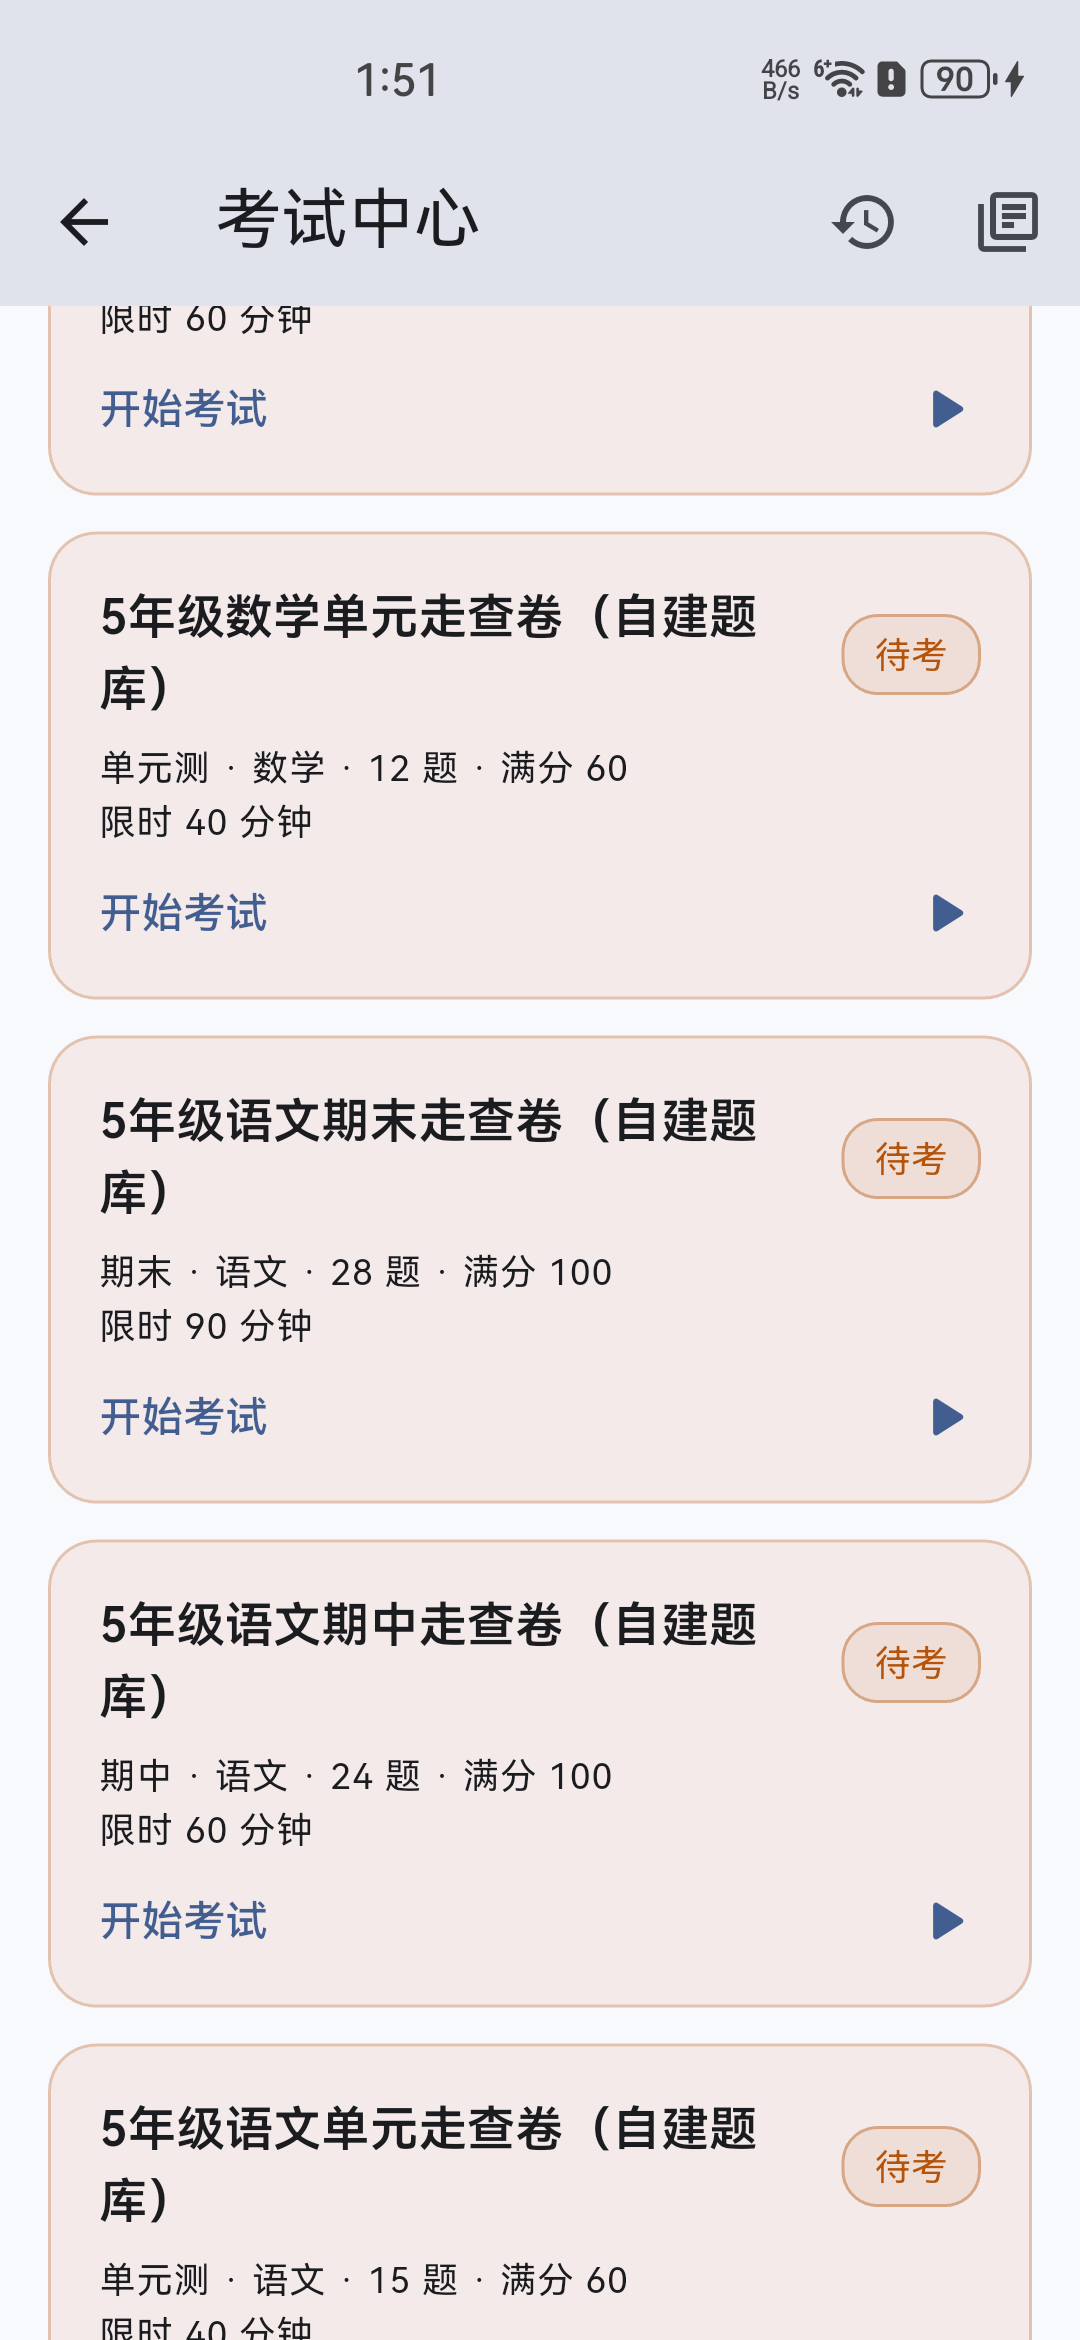 1:51
466
B/s
6+
90
考试中心
限时 60 分钟
开始考试
5年级数学单元走查卷（自建题
库）
待考
单元测 · 数学 · 12 题 · 满分 60
限时 40 分钟
开始考试
5年级语文期末走查卷（自建题
库）
待考
期末 · 语文 · 28 题 · 满分 100
限时 90 分钟
开始考试
5年级语文期中走查卷（自建题
库）
待考
期中 · 语文 · 24 题 · 满分 100
限时 60 分钟
开始考试
5年级语文单元走查卷（自建题
库）
待考
单元测 · 语文 · 15 题 · 满分 60
限时 40 分钟